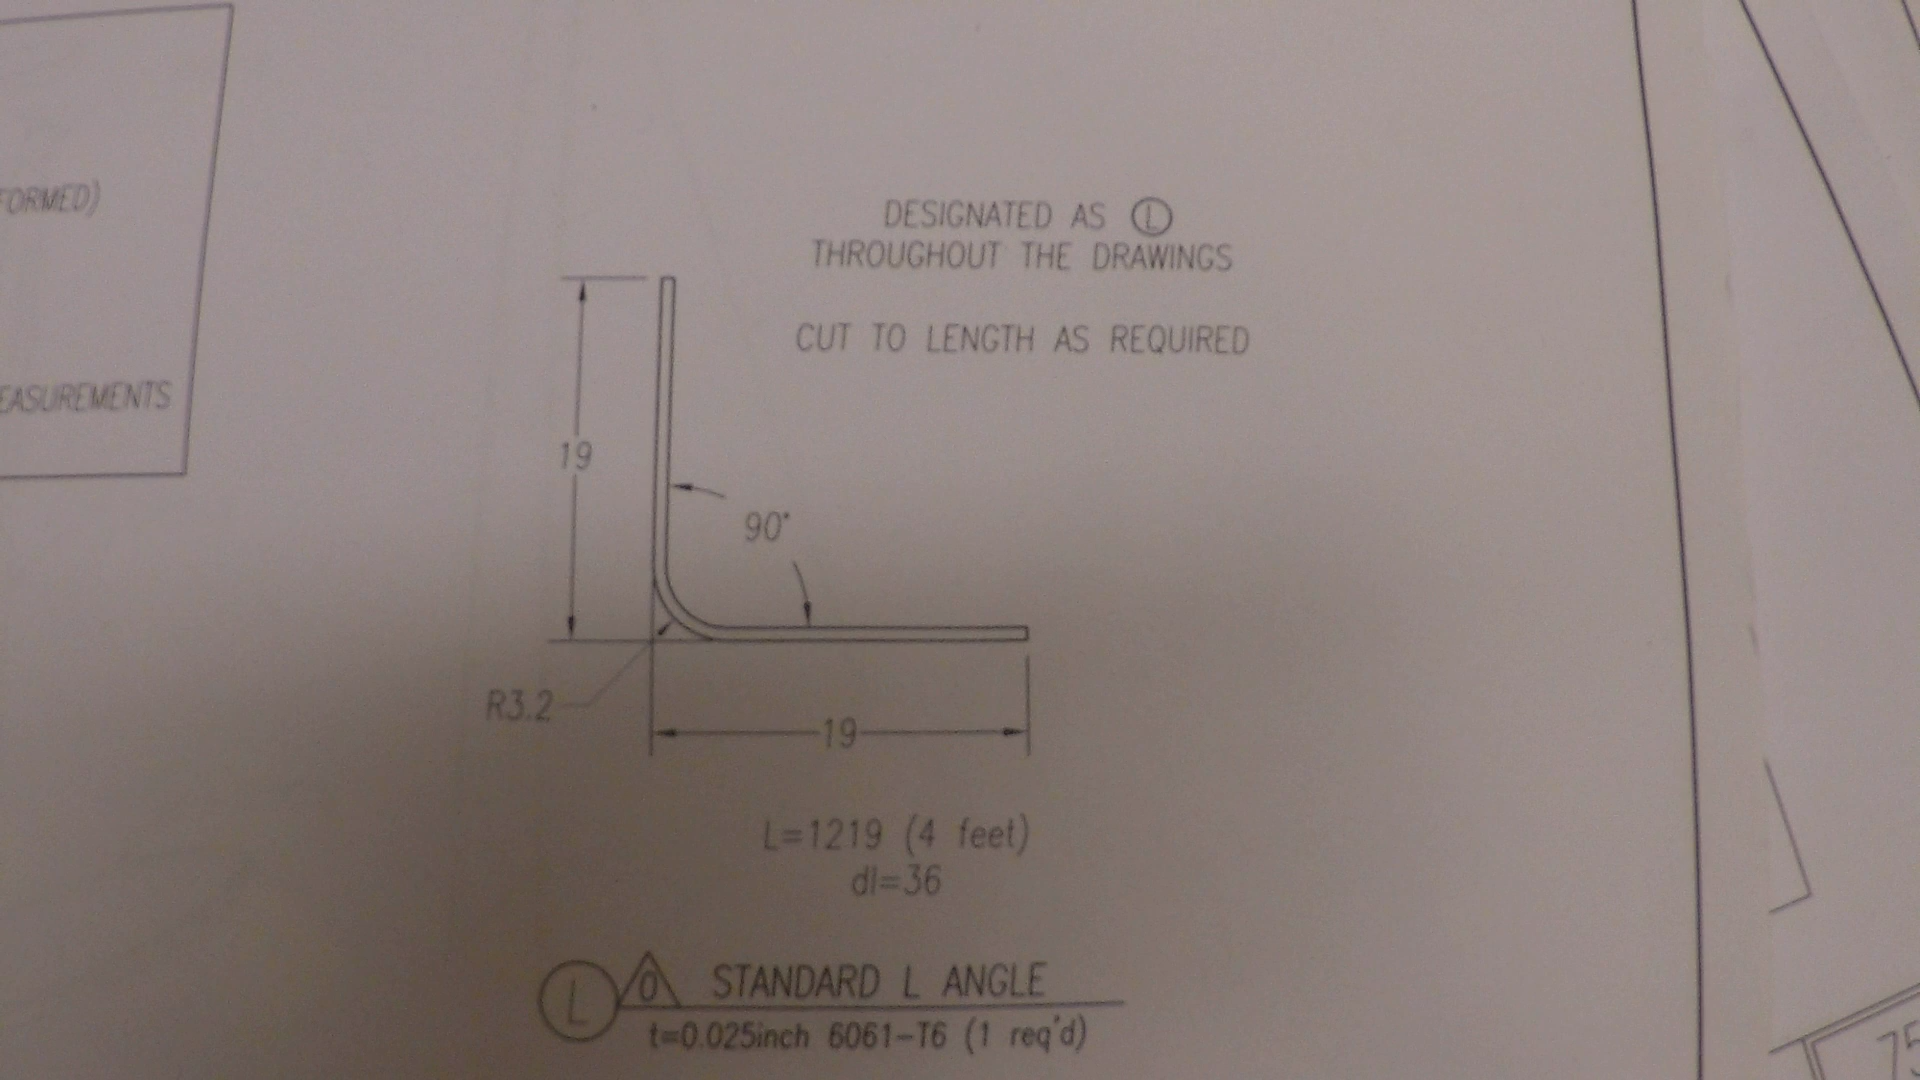 FORMED)
EASUREMENTS
DESIGNATED AS Ⓛ
THROUGHOUT THE DRAWINGS
CUT TO LENGTH AS REQUIRED
19
90°
R3.2
19
L=1219 (4 feet)
dl=36
L 0 STANDARD L ANGLE
t=0.025inch 6061-T6 (1 req'd)
75